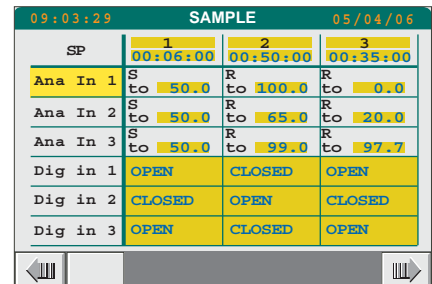 09:03:29 SAMPLE 05/04/06
SP 1 2 3
00:06:00 00:50:00 00:35:00
Ana In 1 S to 50.0 R to 100.0 R to 0.0
Ana In 2 S to 50.0 R to 65.0 R to 20.0
Ana In 3 S to 50.0 R to 99.0 R to 97.7
Dig in 1 OPEN CLOSED OPEN
Dig in 2 CLOSED OPEN CLOSED
Dig in 3 OPEN CLOSED OPEN